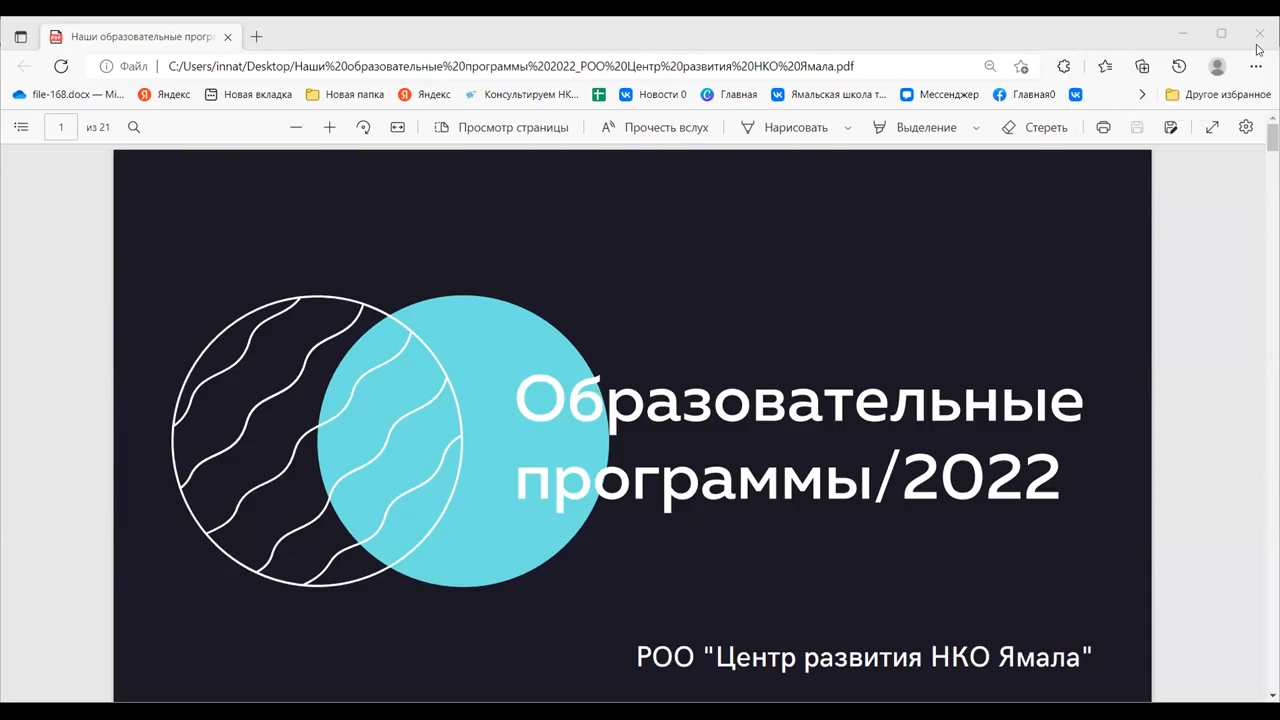 Наши образовательные прогр
Файл
C:/Users/innat/Desktop/Наши%20образовательные%20программы%202022_РОО%20Центр%20развития%20НКО%20Ямала.pdf
file-168.docx — Mi...
Яндекс
Новая вкладка
Новая папка
Яндекс
Консультируем НК...
Новости 0
Главная
Ямальская школа т...
Мессенджер
Главная0
Другое избранное
1 из 21
Просмотр страницы
Прочесть вслух
Нарисовать
Выделение
Стереть
Образовательные
программы/2022
РОО "Центр развития НКО Ямала"